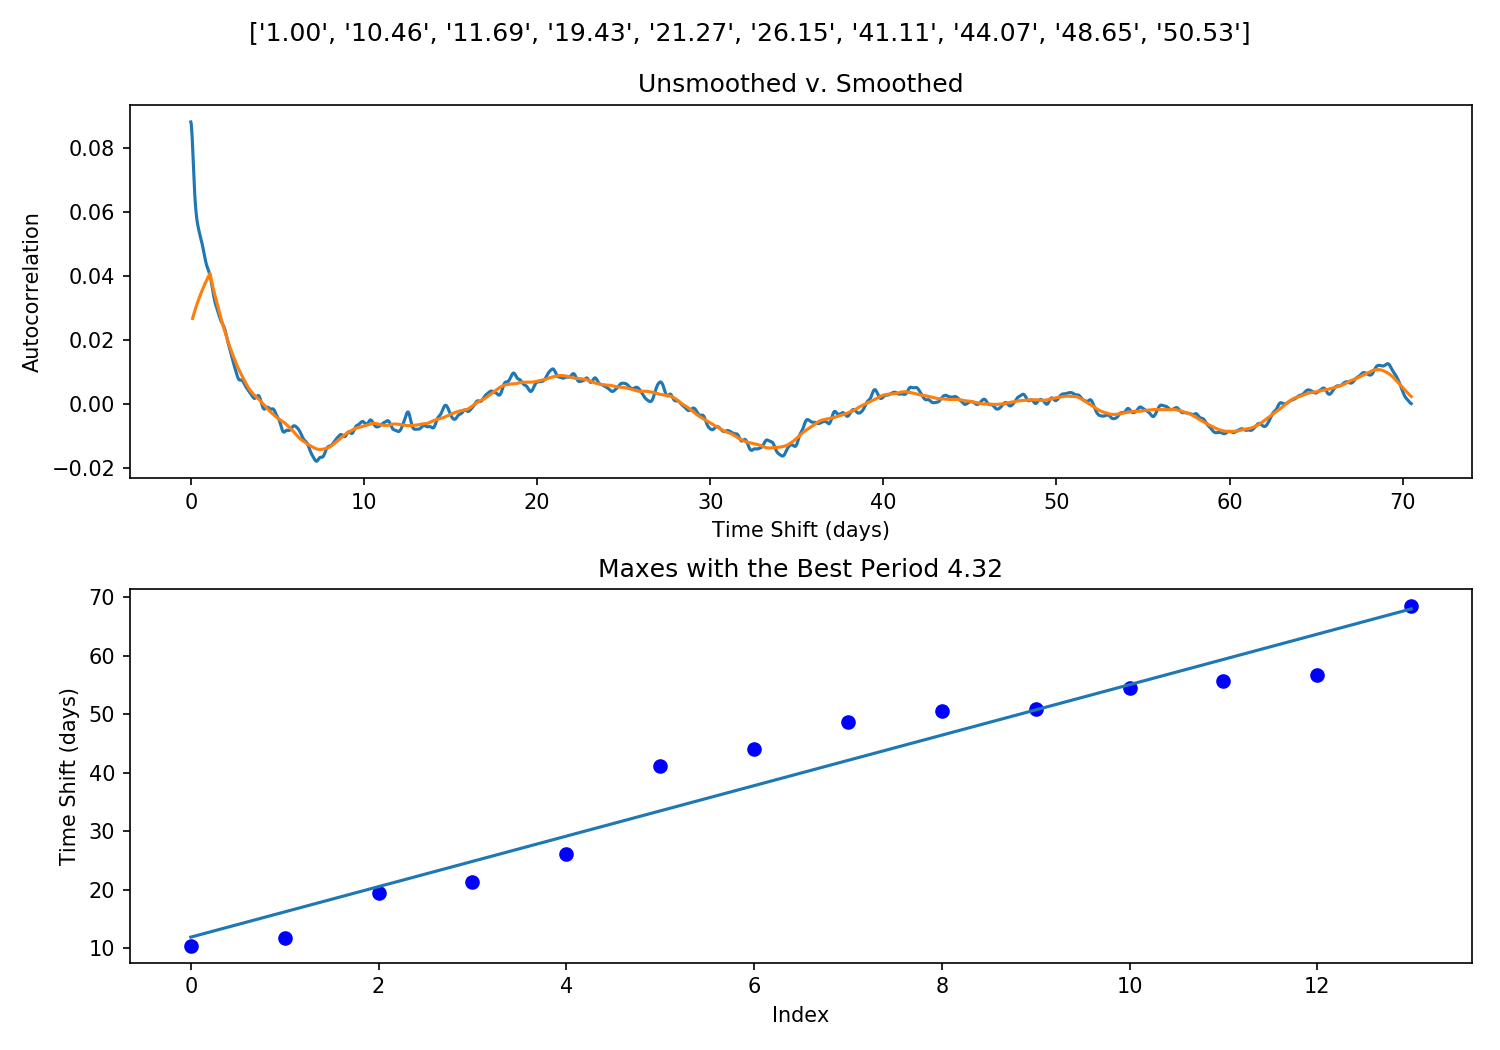 ['1.00', '10.46', '11.69', '19.43', '21.27', '26.15', '41.11', '44.07', '48.65', '50.53']
Unsmoothed v. Smoothed
Autocorrelation
0.08
0.06
0.04
0.02
0.00
−0.02
0 10 20 30 40 50 60 70
Time Shift (days)
Maxes with the Best Period 4.32
Time Shift (days)
70
60
50
40
30
20
10
0 2 4 6 8 10 12
Index